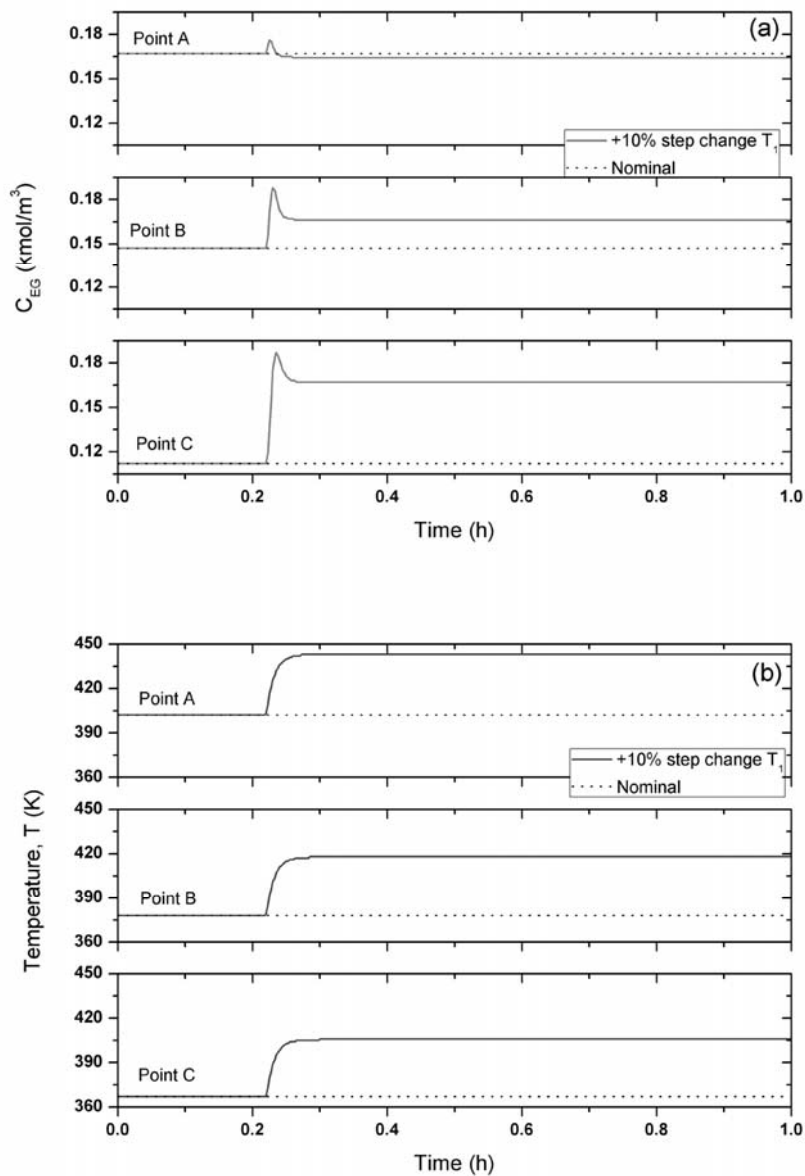 (a)
0.18
Point A
0.15
0.12
+10% step change T1
Nominal
0.18
Point B
0.15
0.12
0.18
0.15
Point C
0.12
0.0 0.2 0.4 0.6 0.8 1.0
Time (h)
CEG (kmol/m3)
450
(b)
420
Point A
390
360
+10% step change T1
Nominal
450
420
Point B
390
360
450
420
Point C
390
360
0.0 0.2 0.4 0.6 0.8 1.0
Time (h)
Temperature, T (K)